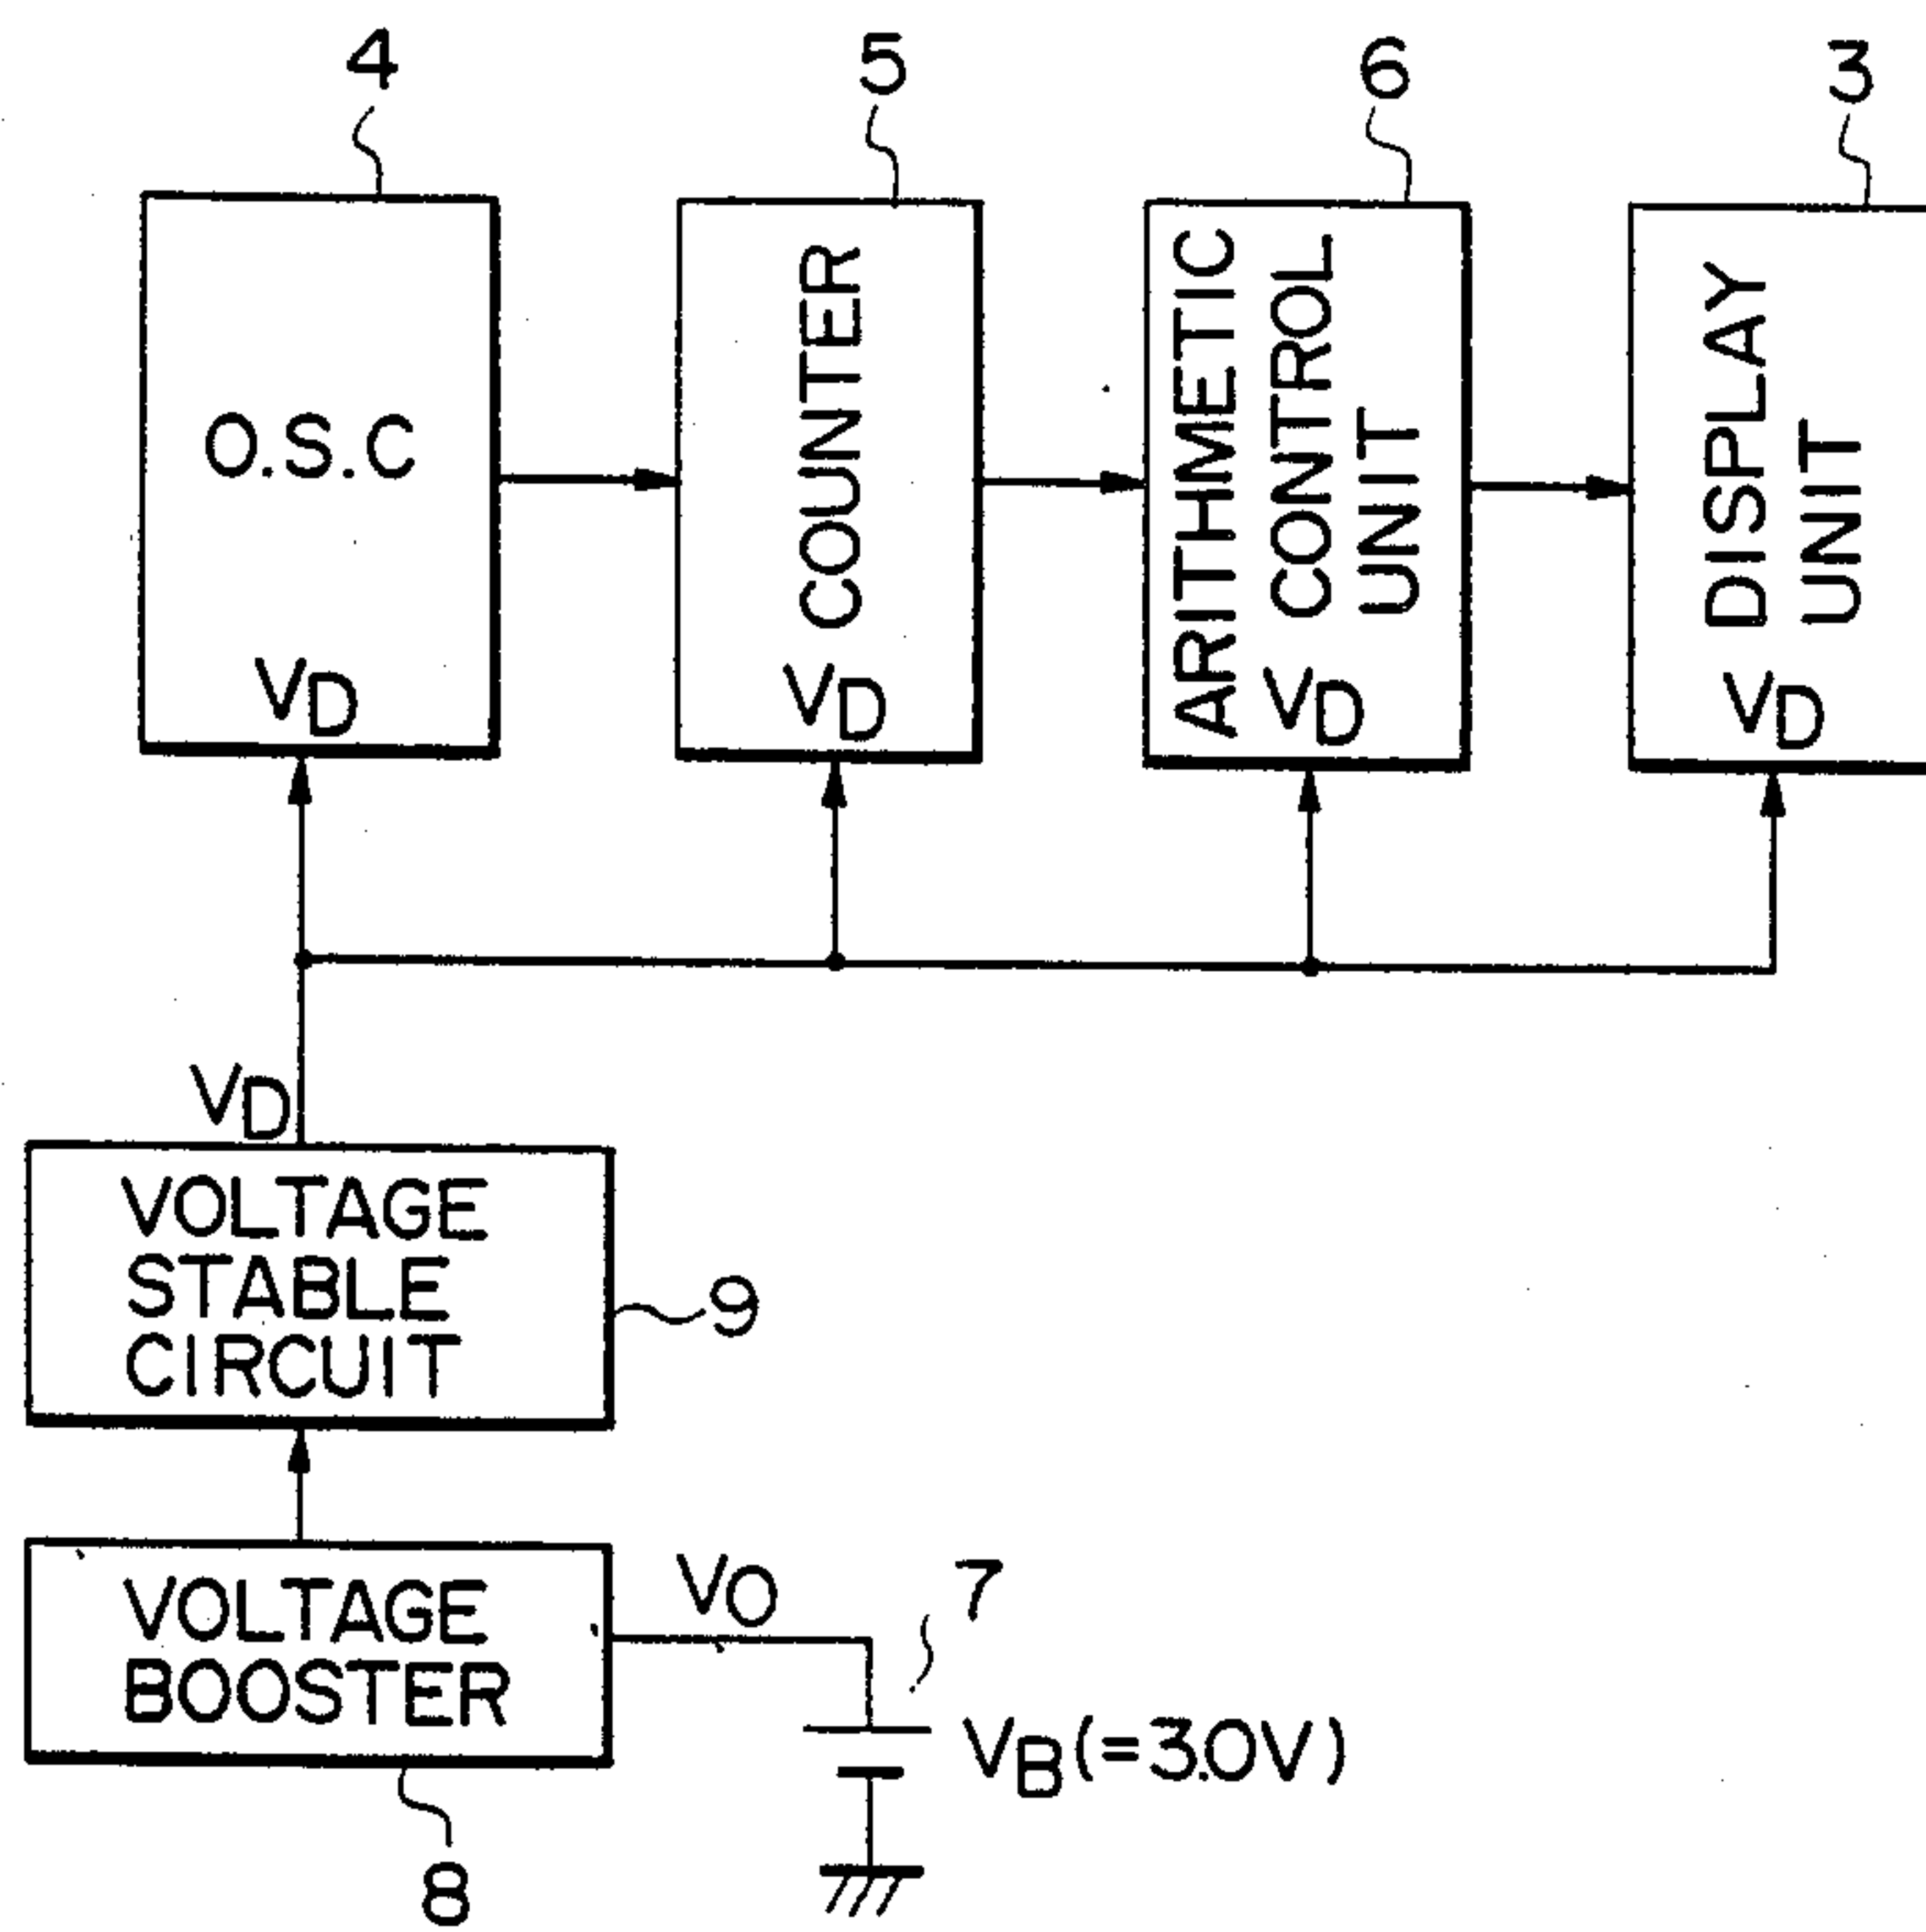 4
5
6
3
O.S.C
VD
COUNTER
VD
ARITHMETIC
CONTROL
UNIT
VD
DISPLAY
UNIT
VD
VD
VOLTAGE
STABLE
CIRCUIT
9
VOLTAGE
BOOSTER
8
VO
7
VB(=3.0V)